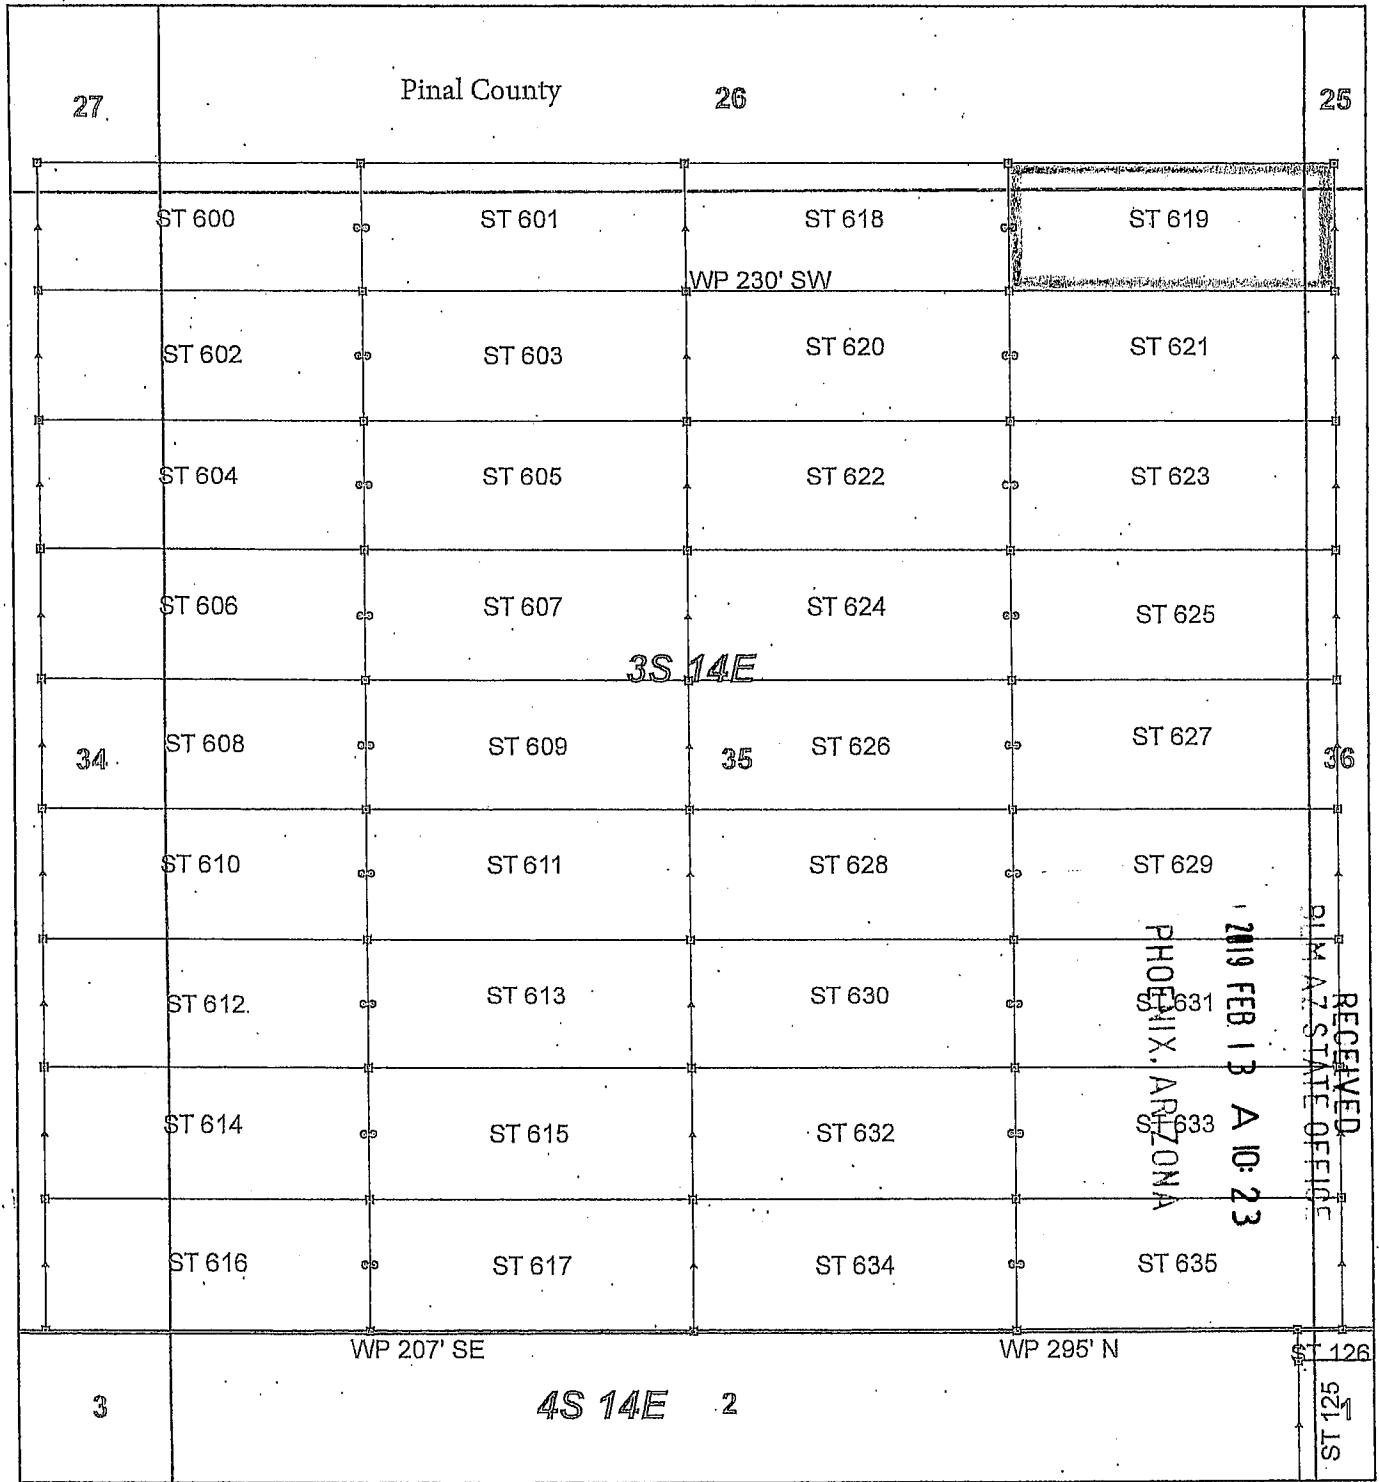 27 Pinal County 26 25
ST 600 ST 601 ST 618 ST 619
WP 230' SW
ST 602 ST 603 ST 620 ST 621
ST 604 ST 605 ST 622 ST 623
ST 606 ST 607 ST 624 ST 625
3S 14E
34 ST 608 ST 609 35 ST 626 ST 627 36
ST 610 ST 611 ST 628 ST 629
ST 612 ST 613 ST 630 ST 631
ST 614 ST 615 ST 632 ST 633
ST 616 ST 617 ST 634 ST 635
RECEIVED
BLM AZ STATE OFFICE
2019 FEB 13 A 10: 23
PHOENIX, ARIZONA
WP 207' SE WP 295' N ST 126
3 4S 14E 2 ST 125 1